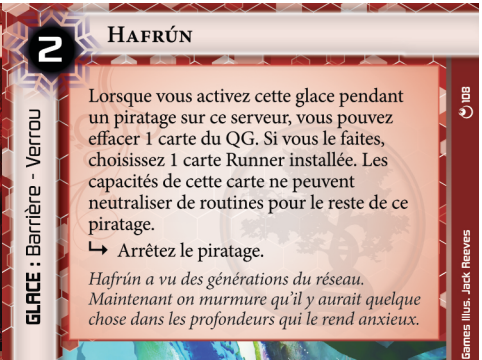 2
HAFRÚN
Lorsque vous activez cette glace pendant
un piratage sur ce serveur, vous pouvez
effacer 1 carte du QG. Si vous le faites,
choisissez 1 carte Runner installée. Les
capacités de cette carte ne peuvent
neutraliser de routines pour le reste de ce
piratage.
↳ Arrêtez le piratage.
Hafrún a vu des générations du réseau.
Maintenant on murmure qu'il y aurait quelque
chose dans les profondeurs qui le rend anxieux.
GLACE : Barrière - Verrou
108
Games Illus. Jack Reeves